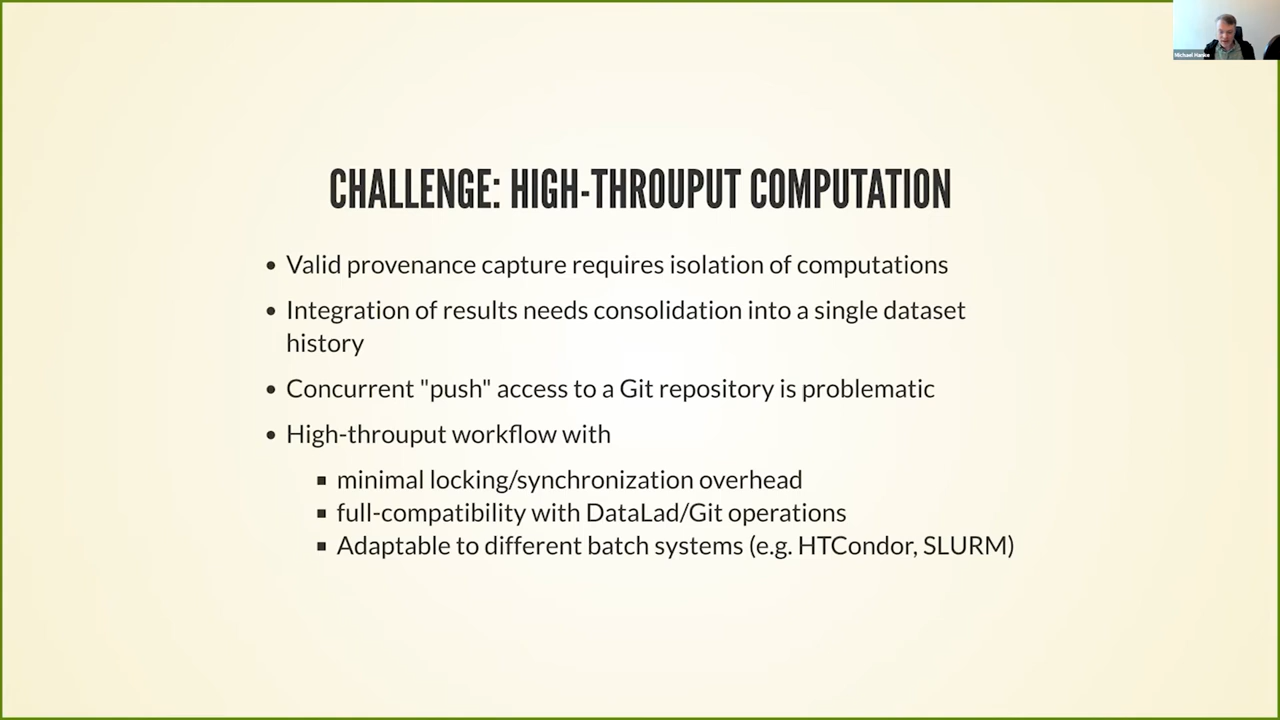 Michael Hanke
CHALLENGE: HIGH-THROUPUT COMPUTATION
• Valid provenance capture requires isolation of computations
• Integration of results needs consolidation into a single dataset
history
• Concurrent "push" access to a Git repository is problematic
• High-throuput workflow with
▪ minimal locking/synchronization overhead
▪ full-compatibility with DataLad/Git operations
▪ Adaptable to different batch systems (e.g. HTCondor, SLURM)